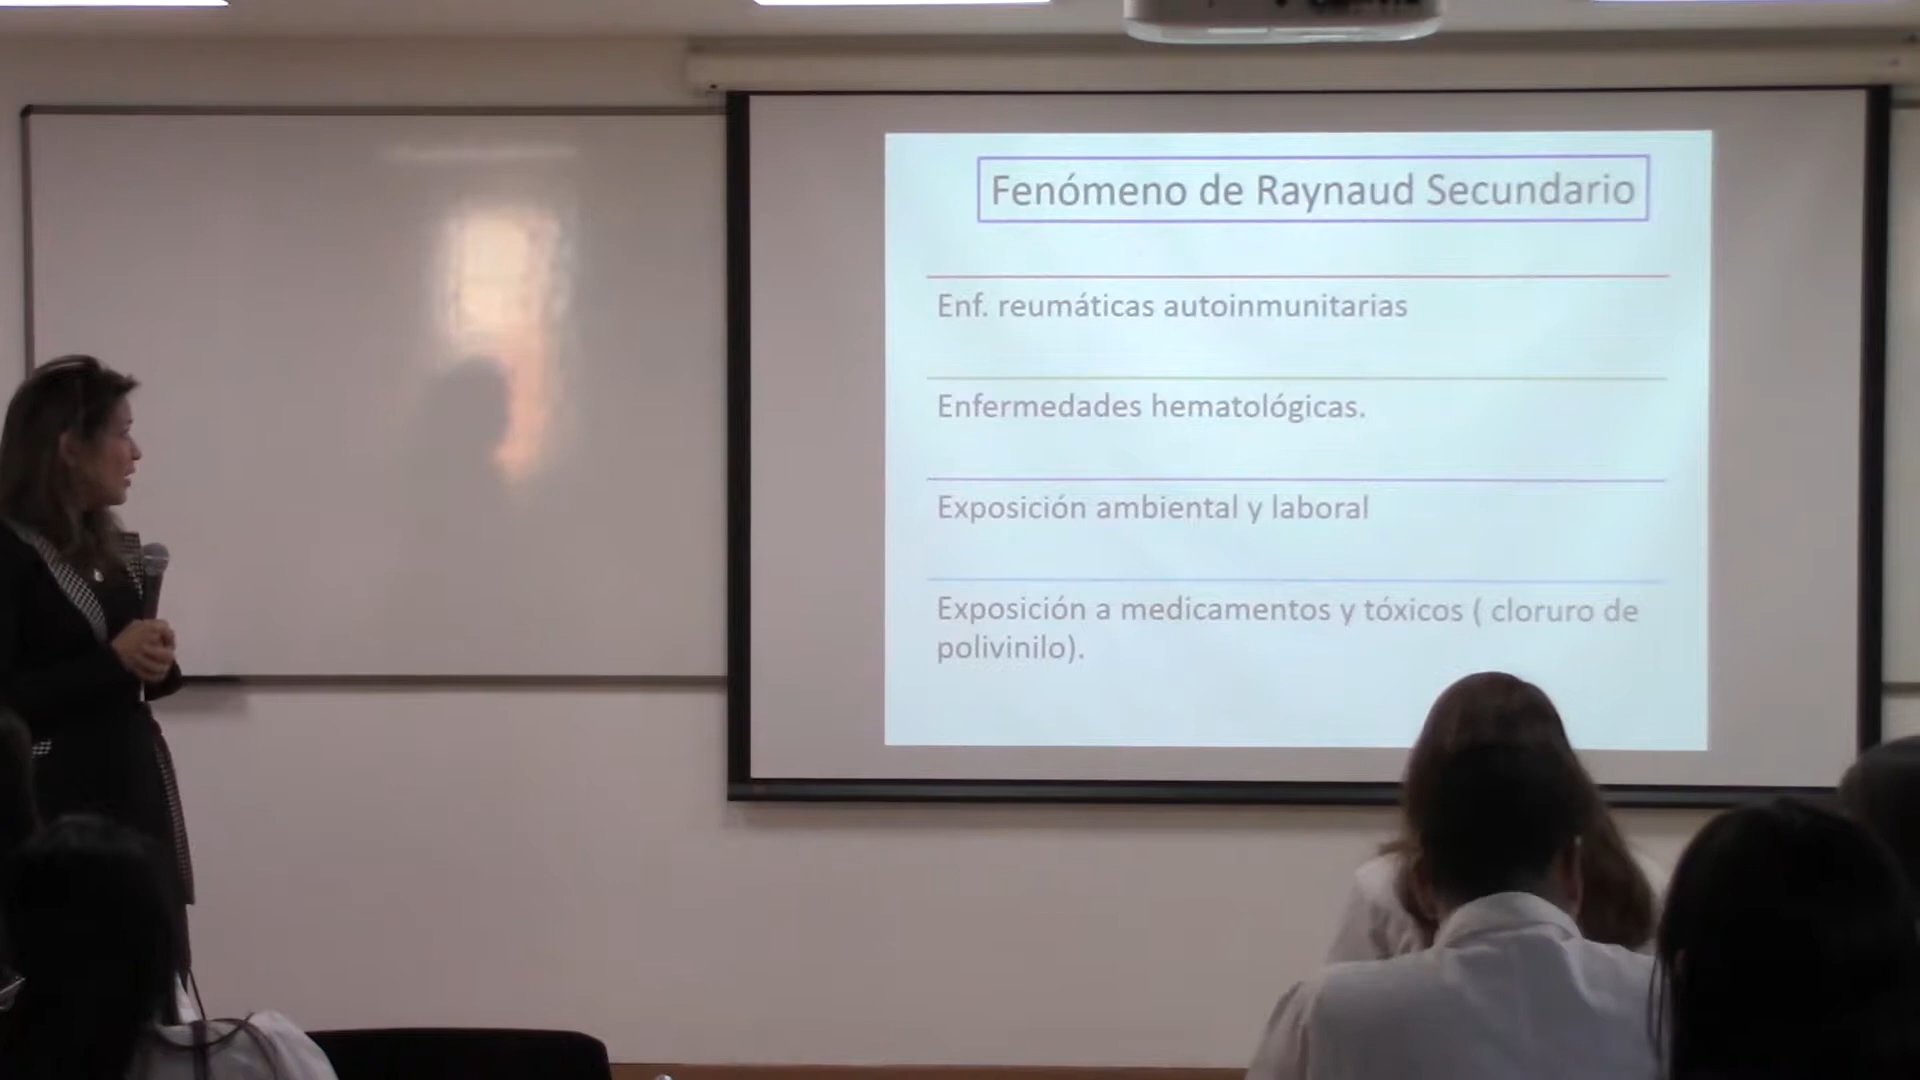 Fenómeno de Raynaud Secundario
Enf. reumáticas autoinmunitarias
Enfermedades hematológicas.
Exposición ambiental y laboral
Exposición a medicamentos y tóxicos ( cloruro de
polivinilo).